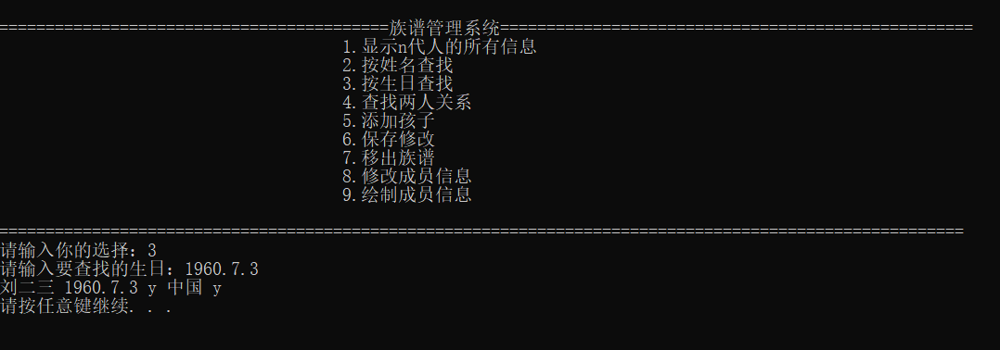 ==========================================族谱管理系统===================================================
1.显示n代人的所有信息
2.按姓名查找
3.按生日查找
4.查找两人关系
5.添加孩子
6.保存修改
7.移出族谱
8.修改成员信息
9.绘制成员信息
========================================================================================================
请输入你的选择：3
请输入要查找的生日：1960.7.3
刘二三 1960.7.3 y 中国 y
请按任意键继续. . .